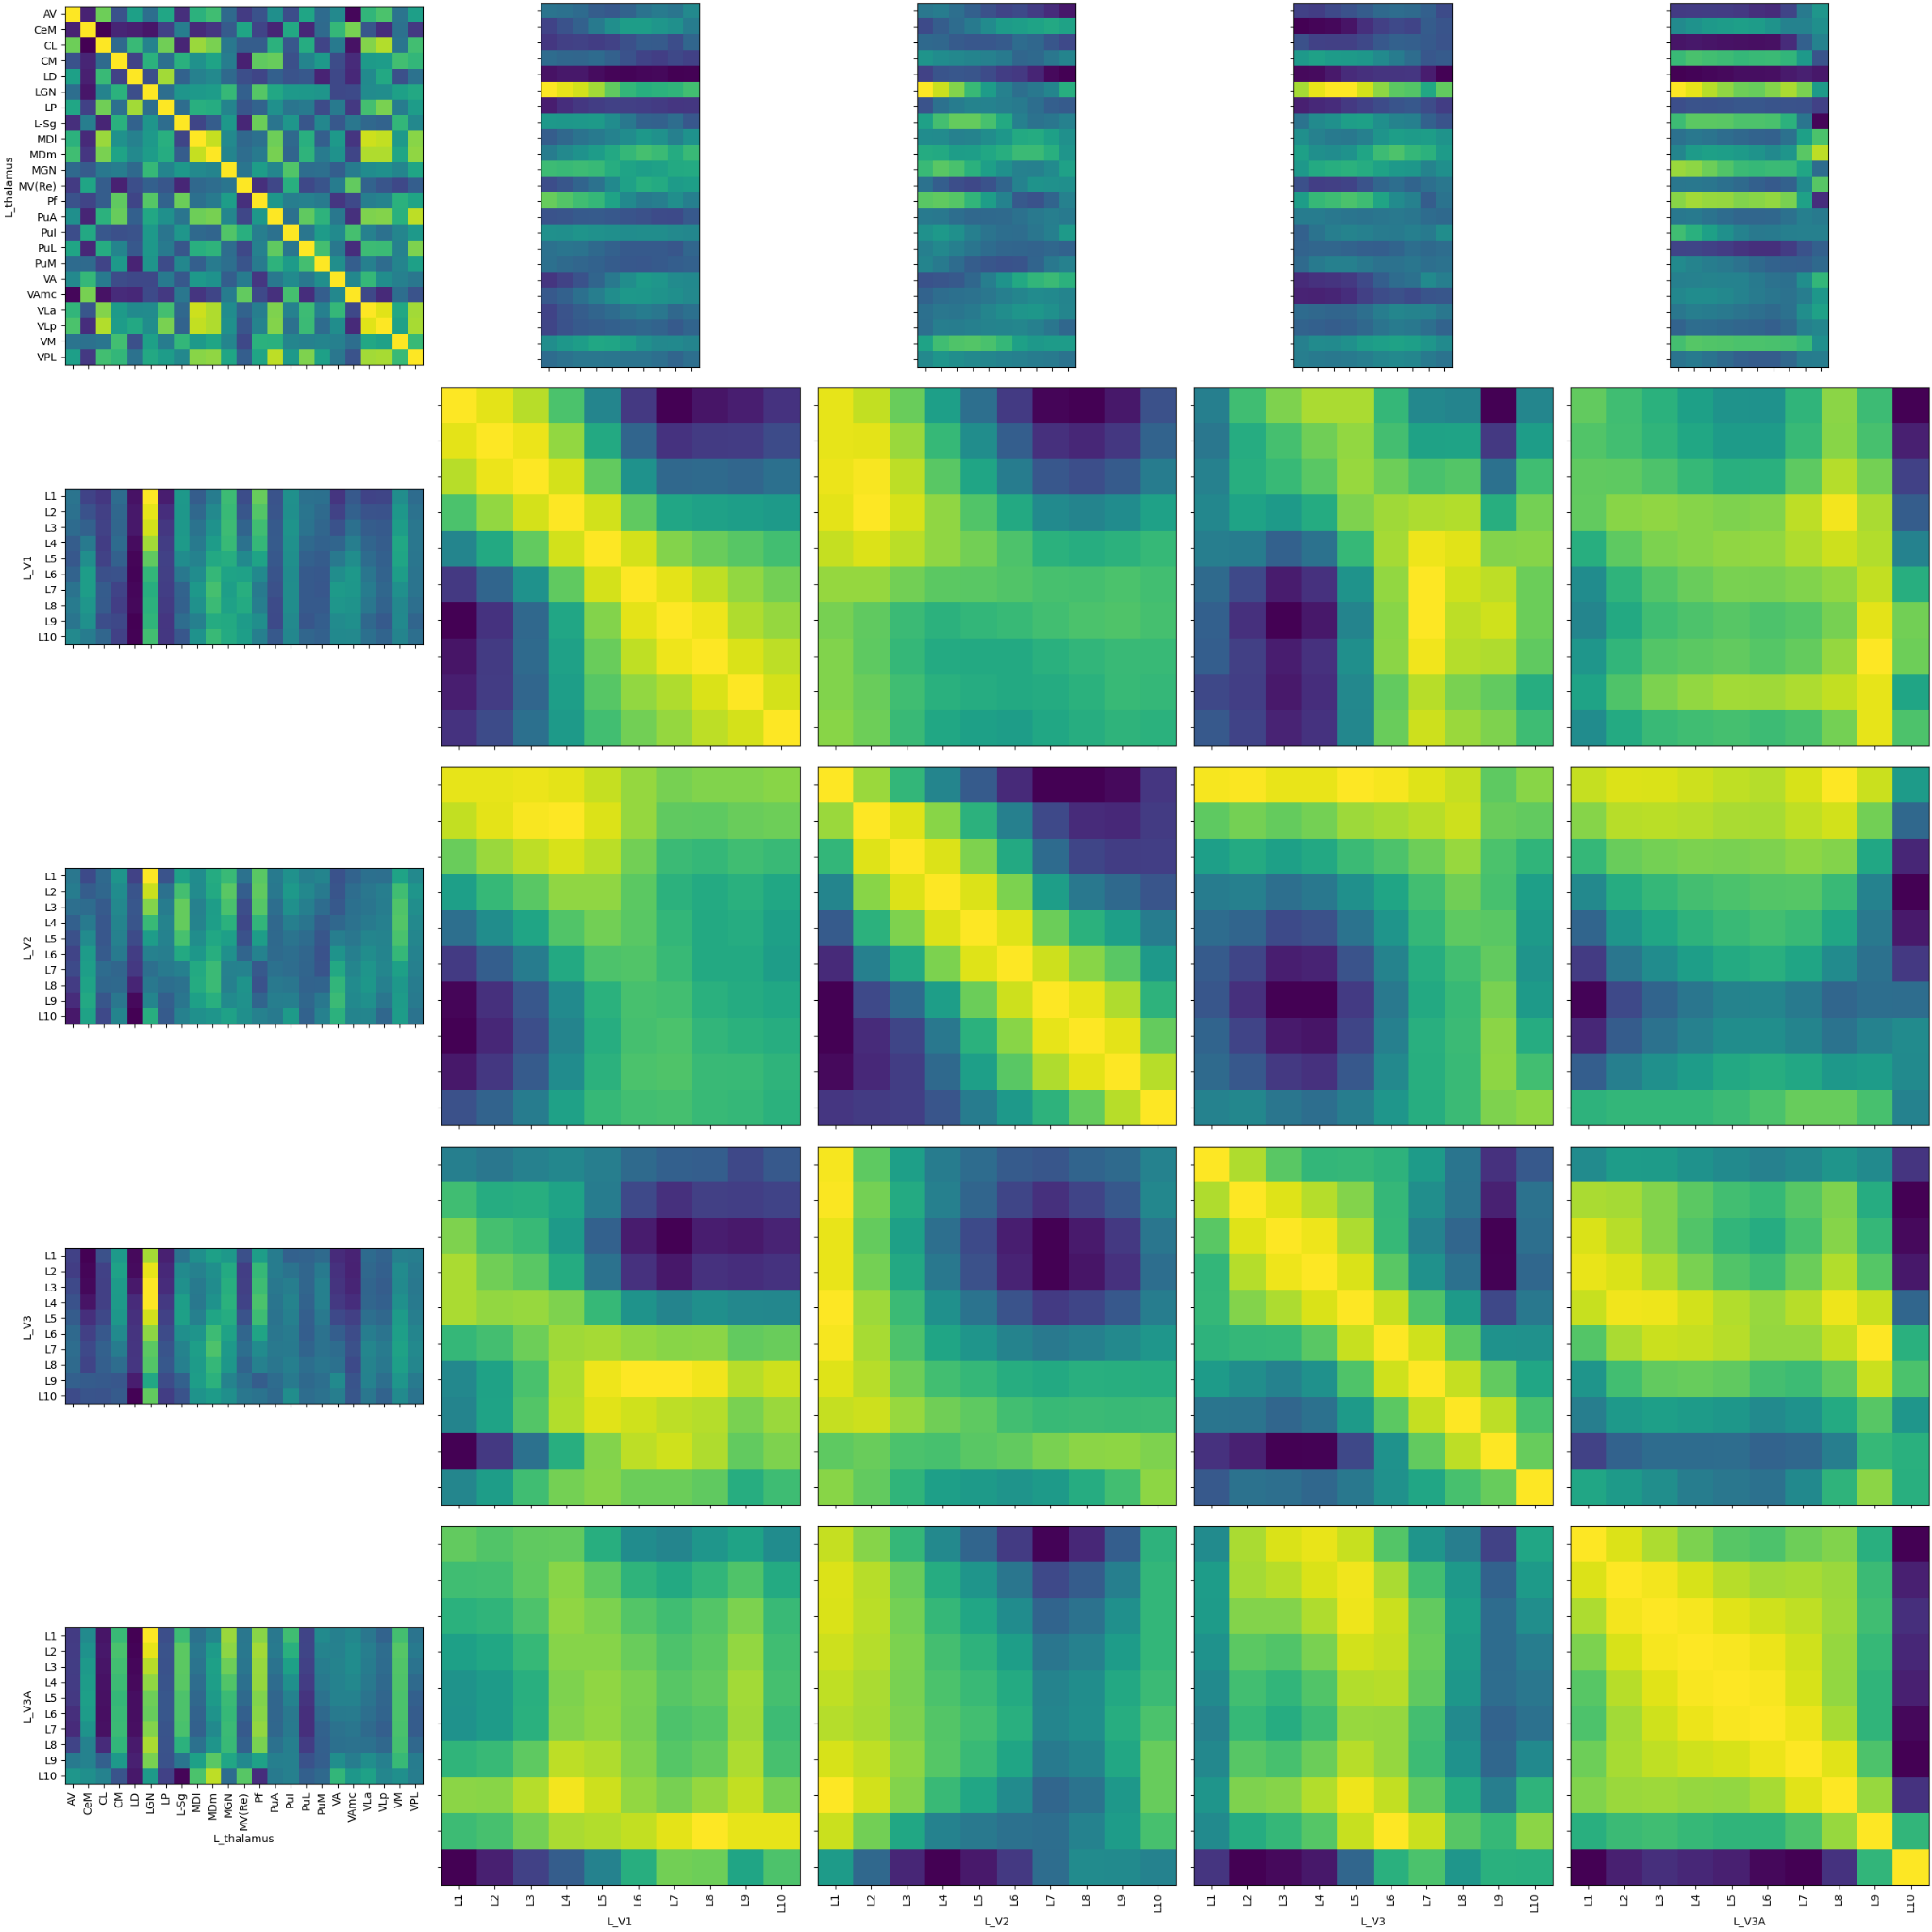 AV
CeM
CL
CM
LD
LGN
LP
L-Sg
MDl
MDm
MGN
MV(Re)
Pf
PuA
PuI
PuL
PuM
VA
VAmc
VLa
VLp
VM
VPL
L_thalamus
L1
L2
L3
L4
L5
L6
L7
L8
L9
L10
L_V1
L1
L2
L3
L4
L5
L6
L7
L8
L9
L10
L_V2
L1
L2
L3
L4
L5
L6
L7
L8
L9
L10
L_V3
L1
L2
L3
L4
L5
L6
L7
L8
L9
L10
L_V3A
AV
CeM
CL
CM
LD
LGN
LP
L-Sg
MDl
MDm
MGN
MV(Re)
Pf
PuA
PuI
PuL
PuM
VA
VAmc
VLa
VLp
VM
VPL
L_thalamus
L1
L2
L3
L4
L5
L6
L7
L8
L9
L10
L_V1
L1
L2
L3
L4
L5
L6
L7
L8
L9
L10
L_V2
L1
L2
L3
L4
L5
L6
L7
L8
L9
L10
L_V3
L1
L2
L3
L4
L5
L6
L7
L8
L9
L10
L_V3A